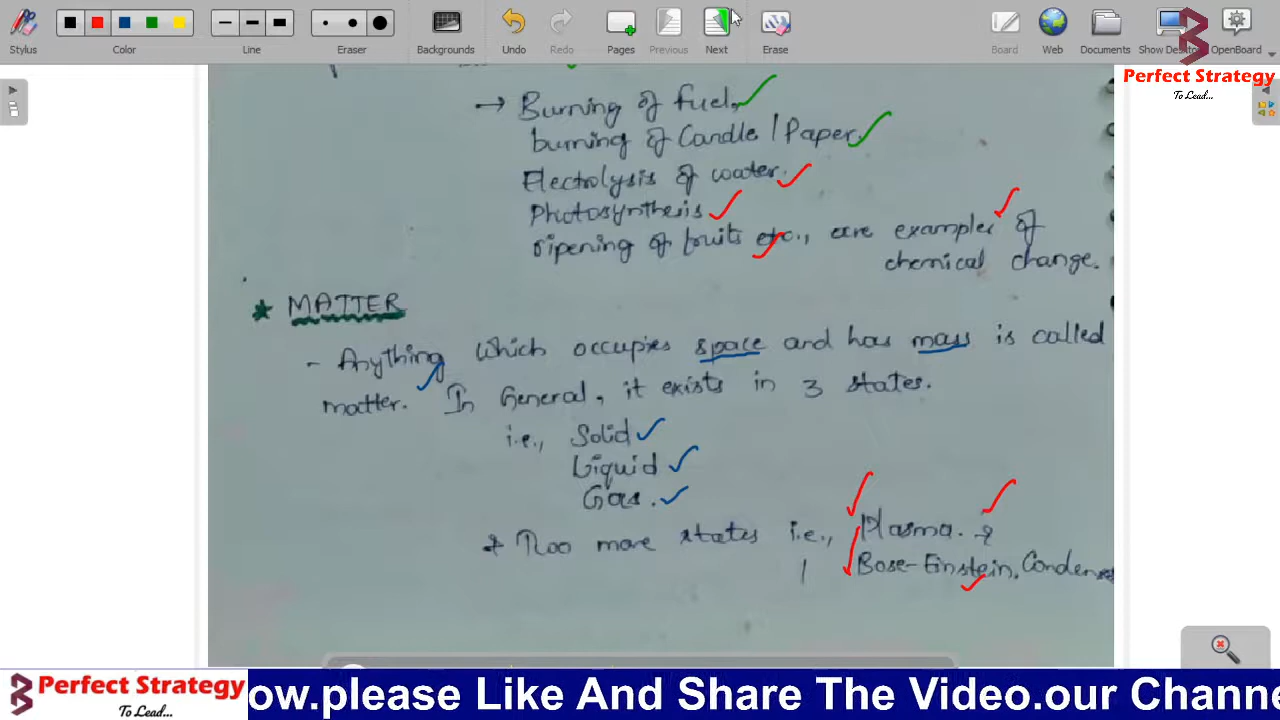 Stylus
Color
Line
Eraser
Backgrounds
Undo
Redo
Pages
Previous
Next
Erase
Board
Web
Documents
Show Desktop
OpenBoard
Perfect Strategy
To Lead...
→ Burning of fuel,
burning of Candle / Paper
Electrolysis of water.
Photosynthesis
ripening of fruits etc., are examples of
chemical change.
* MATTER
- Anything which occupies space and has mass is called
matter. In General, it exists in 3 states.
i.e., Solid
Liquid
Gas.
* Two more states i.e., Plasma. &
Bose-Einstein, Condens
Perfect Strategy
To Lead...
ow.please Like And Share The Video.our Channe